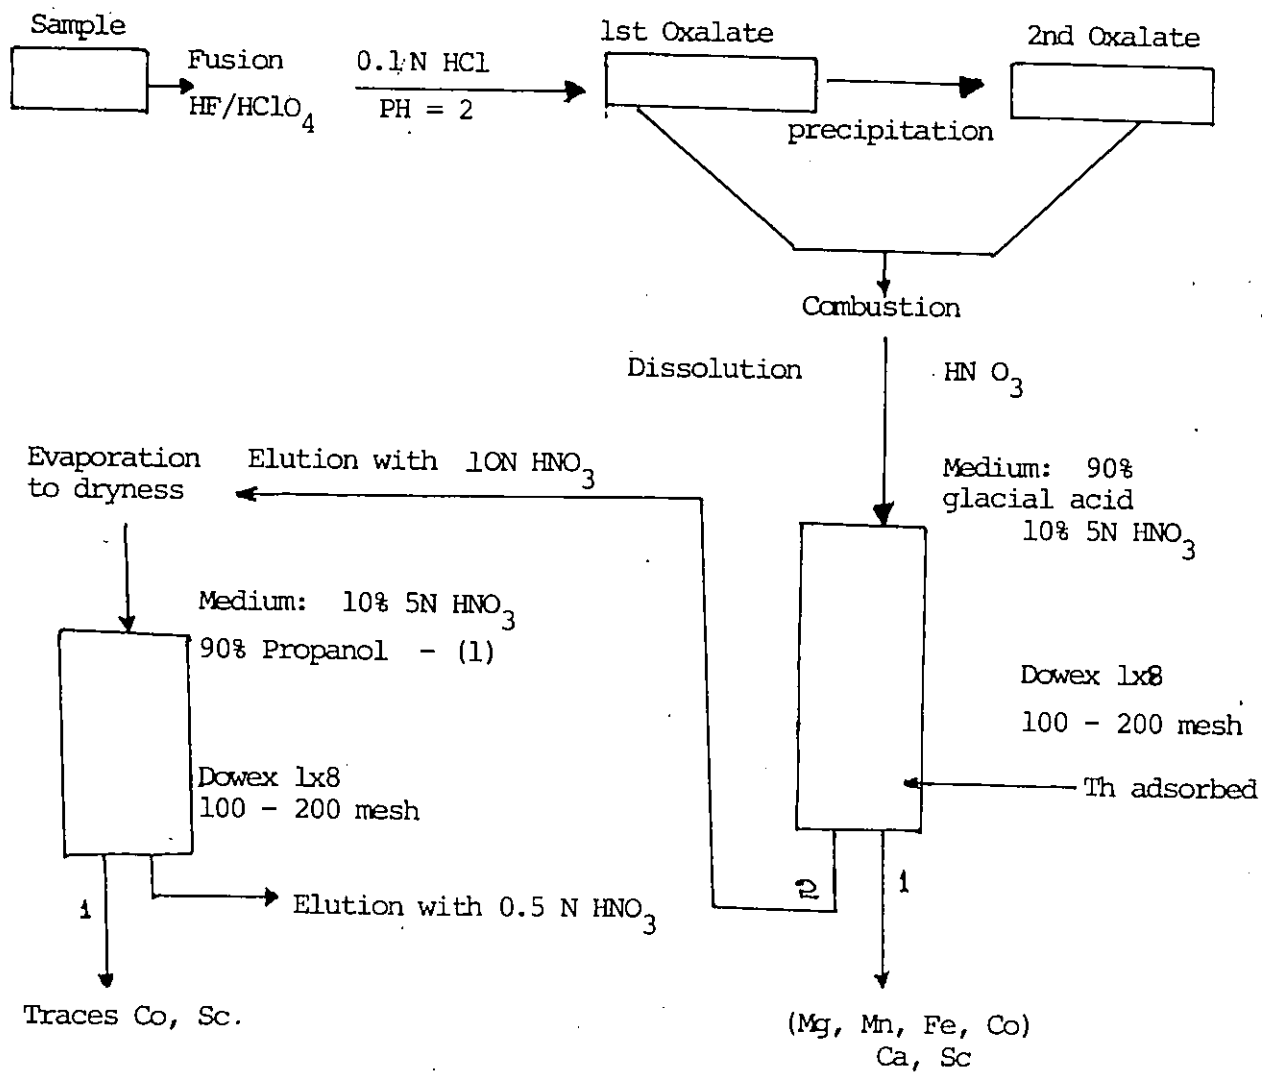 Sample
Fusion
HF/HClO4
0.1 N HCl
PH = 2
1st Oxalate
precipitation
2nd Oxalate
Combustion
Dissolution
HN O3
Medium: 90%
glacial acid
10% 5N HNO3
Dowex 1x8
100 - 200 mesh
Th adsorbed
2
1
(Mg, Mn, Fe, Co)
Ca, Sc
Elution with 10N HNO3
Evaporation
to dryness
Medium: 10% 5N HNO3
90% Propanol - (1)
Dowex 1x8
100 - 200 mesh
1
Elution with 0.5 N HNO3
Traces Co, Sc.